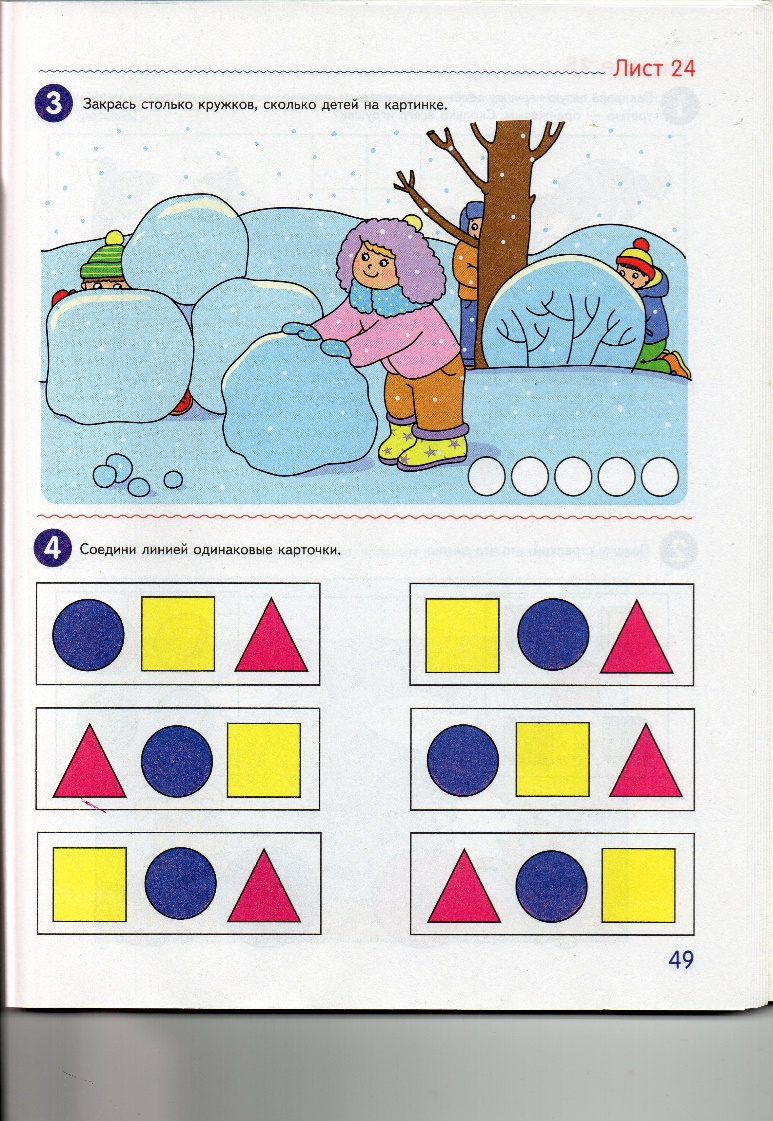 Лист 24
3 Закрась столько кружков, сколько детей на картинке.
4 Соедини линией одинаковые карточки.
49